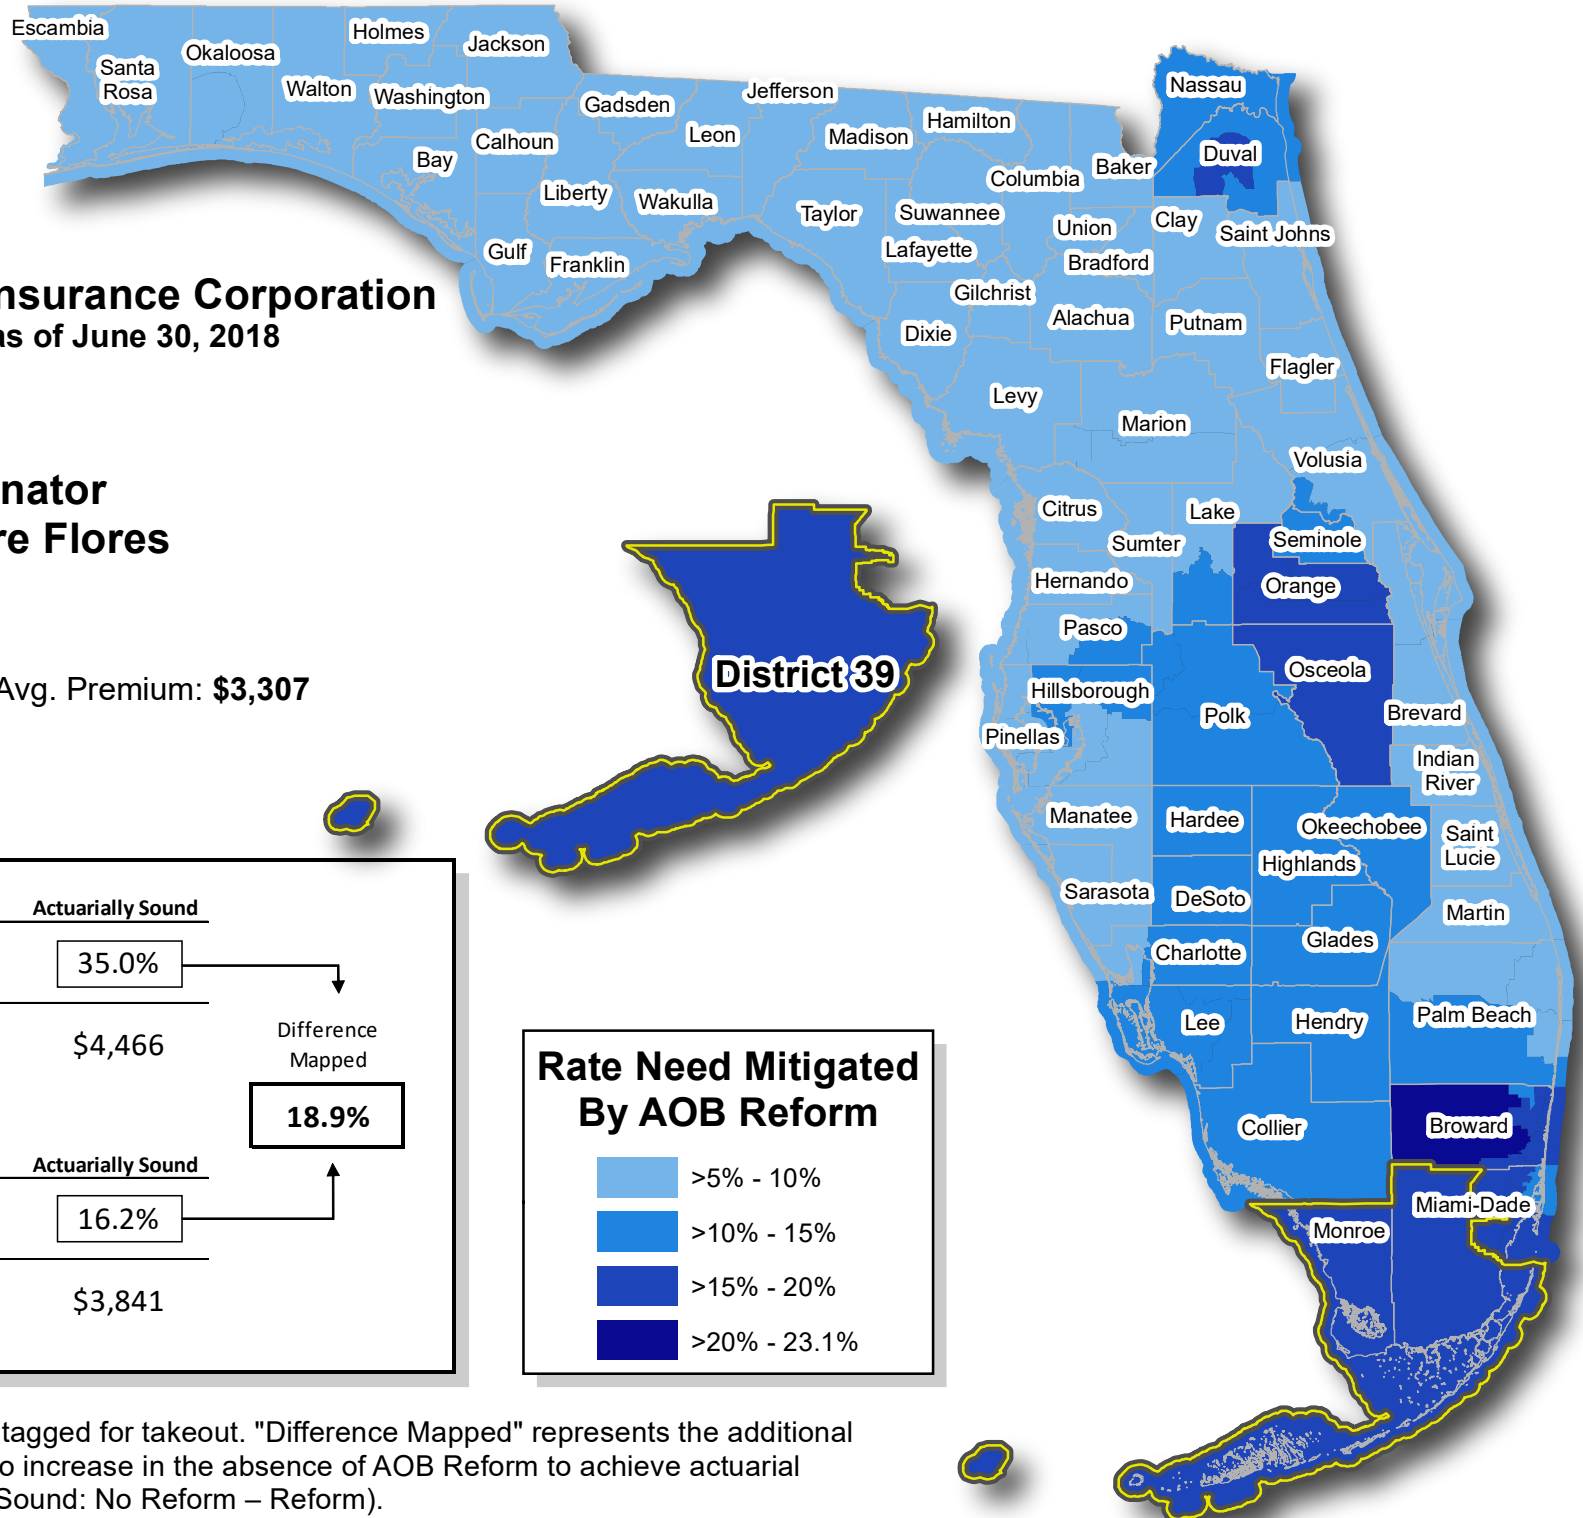 Escambia
Santa
Rosa
Okaloosa
Walton
Holmes
Washington
Jackson
Bay
Calhoun
Gulf
Gadsden
Liberty
Franklin
Leon
Wakulla
Jefferson
Madison
Taylor
Hamilton
Suwannee
Lafayette
Columbia
Baker
Nassau
Duval
Union
Bradford
Clay
Saint Johns
Gilchrist
Dixie
Alachua
Putnam
Flagler
Levy
Marion
Volusia
Citrus
Lake
Sumter
Seminole
Hernando
Orange
Pasco
Osceola
Hillsborough
Polk
Brevard
Pinellas
Indian
River
Manatee
Hardee
Okeechobee
Saint
Lucie
Highlands
Sarasota
DeSoto
Martin
Charlotte
Glades
Lee
Hendry
Palm Beach
Collier
Broward
Miami-Dade
Monroe
nsurance Corporation
as of June 30, 2018
nator
re Flores
Avg. Premium: $3,307
District 39
Actuarially Sound
35.0%
$4,466
Difference
Mapped
18.9%
Actuarially Sound
16.2%
$3,841
Rate Need Mitigated
By AOB Reform
>5% - 10%
>10% - 15%
>15% - 20%
>20% - 23.1%
tagged for takeout. "Difference Mapped" represents the additional
o increase in the absence of AOB Reform to achieve actuarial
Sound: No Reform – Reform).